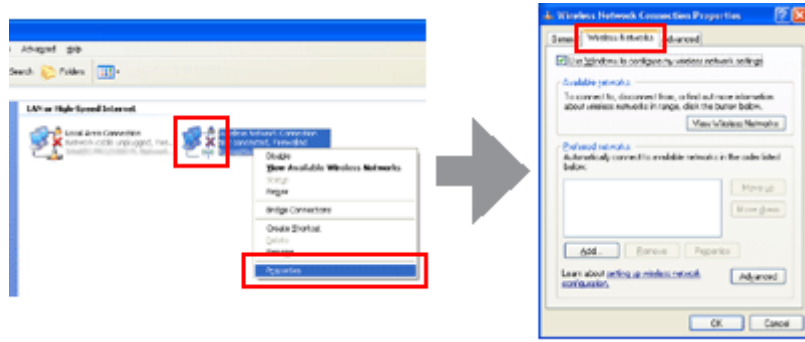 Advanced Help
Search Folders
LAN or High-Speed Internet
Local Area Connection
Network cable unplugged, Fire...
Wireless Network Connection
Disable
View Available Wireless Networks
Status
Repair
Bridge Connections
Create Shortcut
Delete
Rename
Properties
Wireless Network Connection Properties
General Wireless Networks Advanced
Use Windows to configure my wireless network settings
Available networks
To connect to, disconnect from, or find out more information
about wireless networks in range, click the button below.
View Wireless Networks
Preferred networks
Automatically connect to available networks in the order listed
below:
Move up
Move down
Add... Remove Properties
Learn about setting up wireless network
configuration.
Advanced
OK Cancel